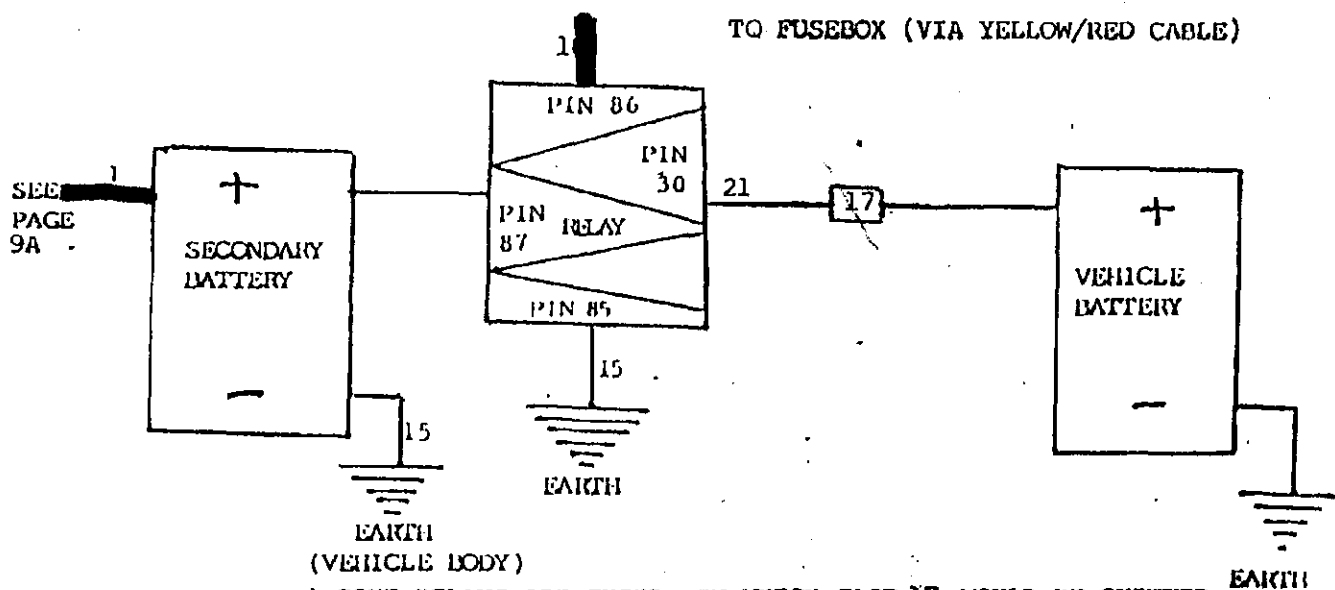 TO FUSEBOX (VIA YELLOW/RED CABLE)
PIN 86
1
SEE
PAGE
9A
+
SECONDARY
BATTERY
-
PIN
30
PIN
87
RELAY
PIN 85
21
17
+
VEHICLE
BATTERY
-
15
15
EARTH
EARTH
(VEHICLE BODY)
EARTH